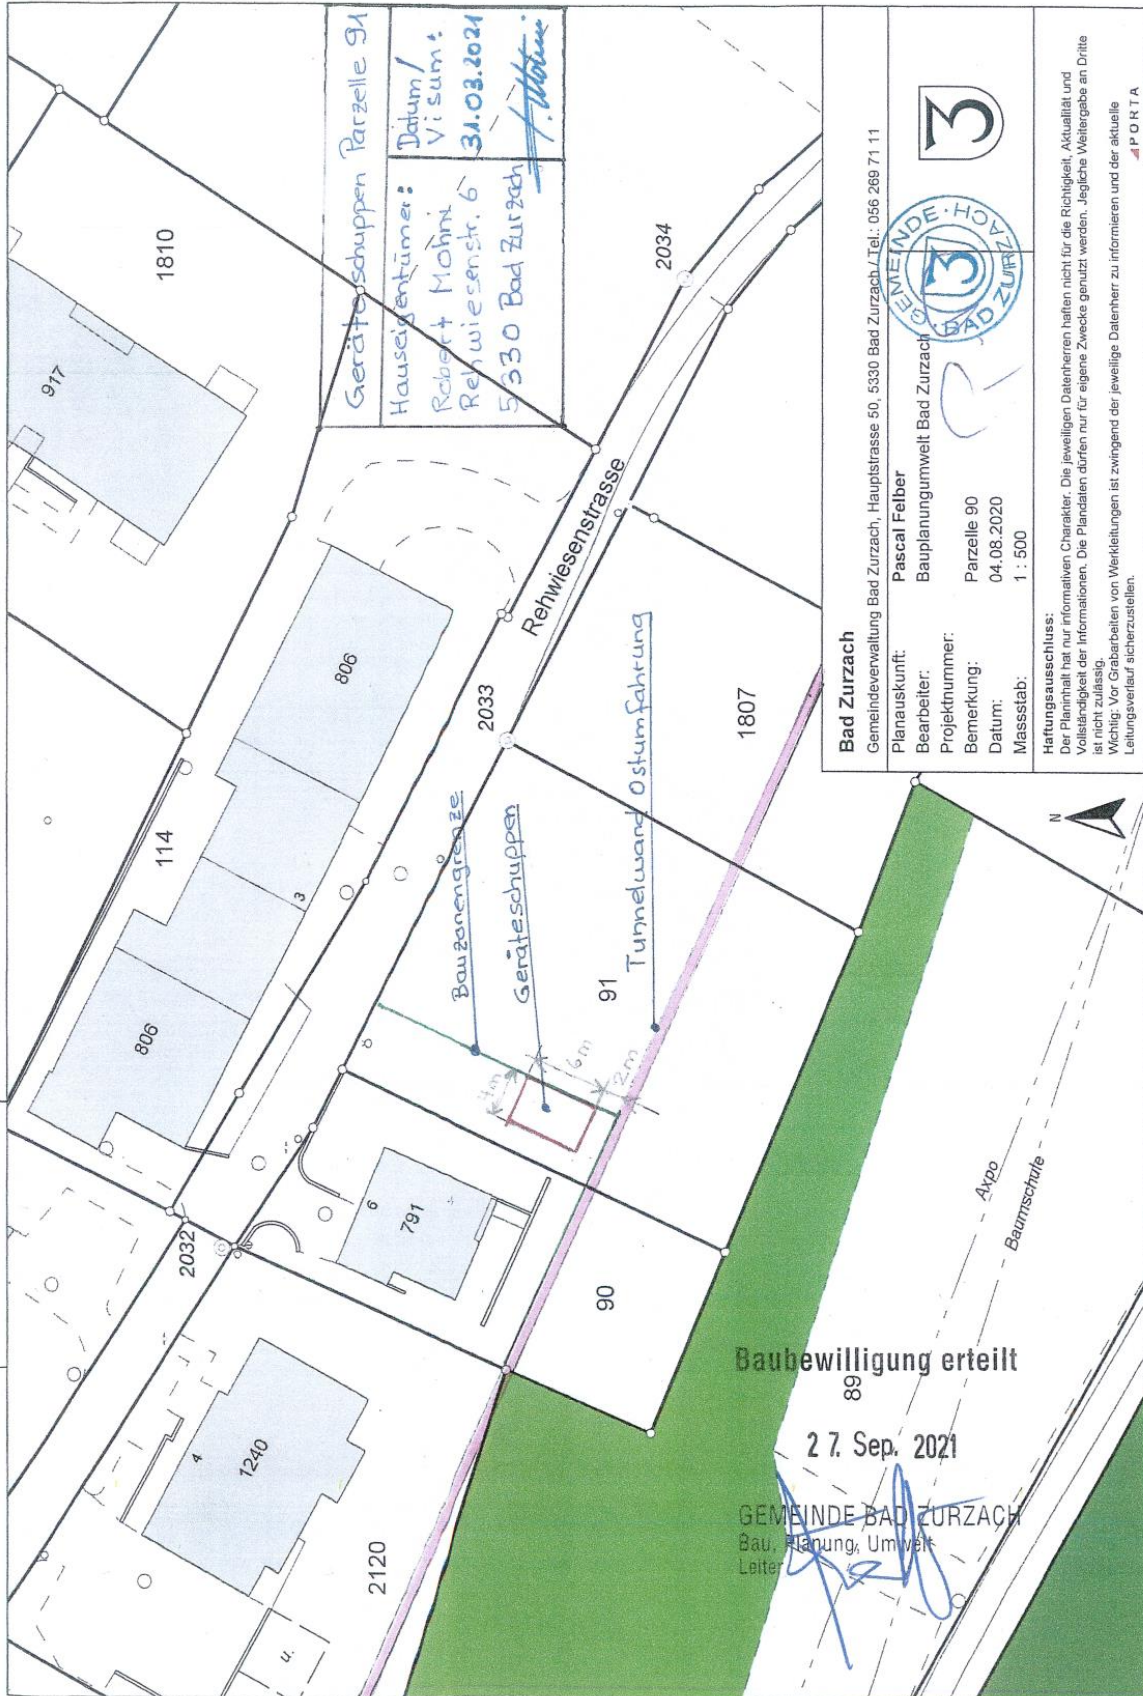 Geräteschuppen Parzelle 91
Hauseigentümer:
Robert Mohni
Rehwiesenstr. 6
5330 Bad Zurzach
Datum/
Visum:
31.03.2021
917
1810
114
806
806
3
2034
2033
2032
Rehwiesenstrasse
Bauzonengrenze
Geräteschuppen
Tunnelwand Ostumfahrung
4m
6m
2m
91
1807
6
791
90
4
1240
2120
u.
89
Axpo
Baumschule
N
Bad Zurzach
Gemeindeverwaltung Bad Zurzach, Hauptstrasse 50, 5330 Bad Zurzach / Tel.: 056 269 71 11
Planauskunft: Pascal Felber
Bearbeiter: Bauplanungumwelt Bad Zurzach
Projektnummer:
Bemerkung: Parzelle 90
Datum: 04.08.2020
Massstab: 1 : 500
GEMEINDE · BAD ZURZACH
Haftungsausschluss:
Der Planinhalt hat nur informativen Charakter. Die jeweiligen Datenherren haften nicht für die Richtigkeit, Aktualität und
Vollständigkeit der Informationen. Die Plandaten dürfen nur für eigene Zwecke genutzt werden. Jegliche Weitergabe an Dritte
ist nicht zulässig.
Wichtig: Vor Grabarbeiten von Werkleitungen ist zwingend der jeweilige Datenherr zu informieren und der aktuelle
Leitungsverlauf sicherzustellen.
PORTA
Baubewilligung erteilt
27. Sep. 2021
GEMEINDE BAD ZURZACH
Bau, Planung, Umwelt
Leiter